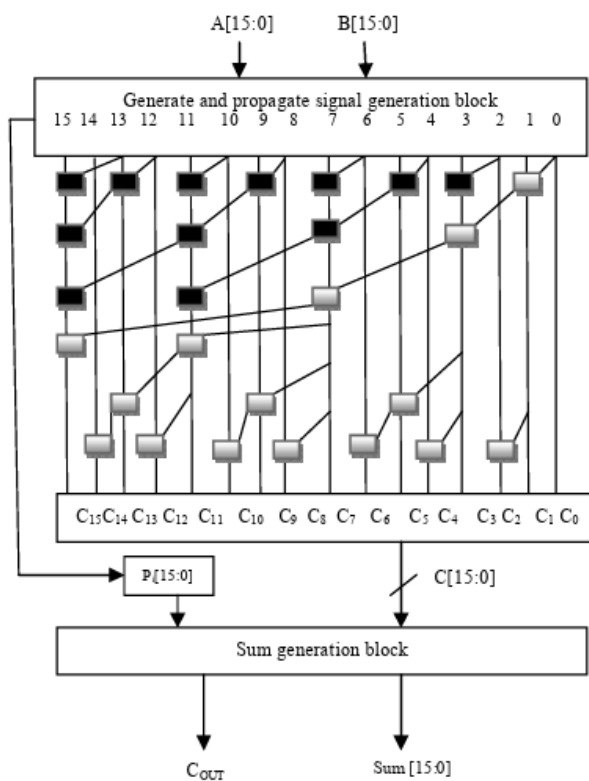 A[15:0] B[15:0]
Generate and propagate signal generation block
15 14 13 12 11 10 9 8 7 6 5 4 3 2 1 0
C₁₅ C₁₄ C₁₃ C₁₂ C₁₁ C₁₀ C₉ C₈ C₇ C₆ C₅ C₄ C₃ C₂ C₁ C₀
Pᵢ[15:0] C[15:0]
Sum generation block
C_OUT Sum [15:0]